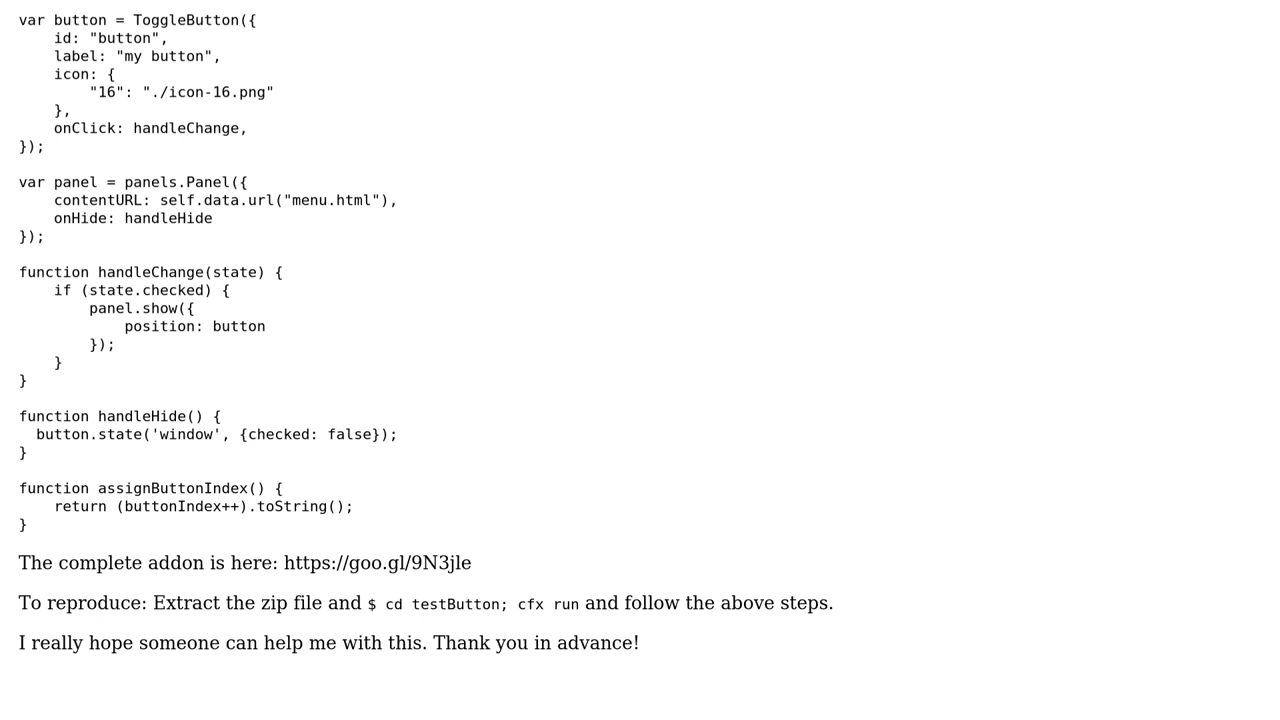 var button = ToggleButton({
    id: "button",
    label: "my button",
    icon: {
        "16": "./icon-16.png"
    },
    onClick: handleChange,
});

var panel = panels.Panel({
    contentURL: self.data.url("menu.html"),
    onHide: handleHide
});

function handleChange(state) {
    if (state.checked) {
        panel.show({
            position: button
        });
    }
}

function handleHide() {
  button.state('window', {checked: false});
}

function assignButtonIndex() {
    return (buttonIndex++).toString();
}
The complete addon is here: https://goo.gl/9N3jle
To reproduce: Extract the zip file and $ cd testButton; cfx run and follow the above steps.
I really hope someone can help me with this. Thank you in advance!